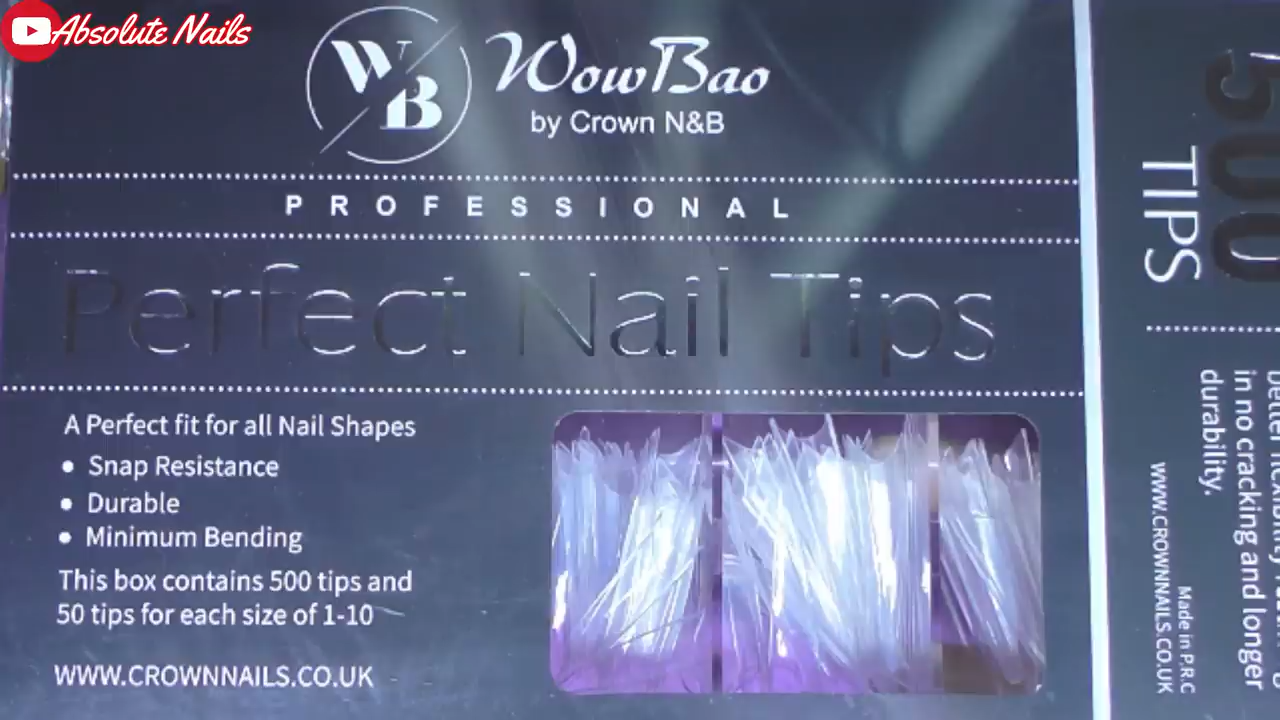 Absolute Nails
WB
WowBao
by Crown N&B
PROFESSIONAL
Perfect Nail Tips
A Perfect fit for all Nail Shapes
• Snap Resistance
• Durable
• Minimum Bending
This box contains 500 tips and
50 tips for each size of 1-10
WWW.CROWNNAILS.CO.UK
500
TIPS
in no cracking and longer
durability.
Made in P.R.C
WWW.CROWNNAILS.CO.UK